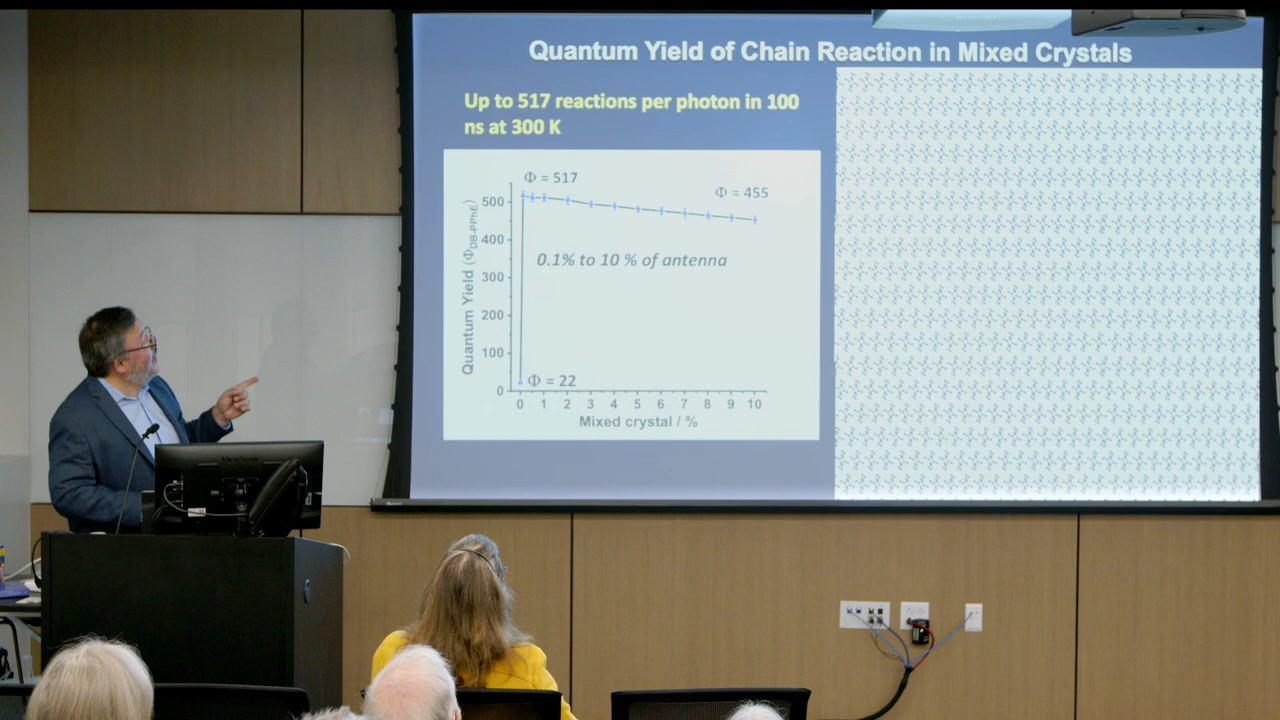 Quantum Yield of Chain Reaction in Mixed Crystals
Up to 517 reactions per photon in 100
ns at 300 K
Φ = 517
Φ = 455
0.1% to 10 % of antenna
Φ = 22
Quantum Yield (Φ DB-PPhE)
500
400
300
200
100
0
0 1 2 3 4 5 6 7 8 9 10
Mixed crystal / %
ViewSonic